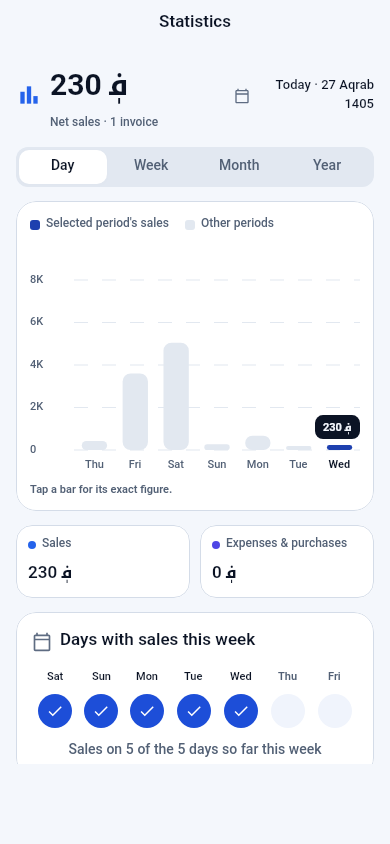 Statistics
230 ؋
Net sales · 1 invoice
Today · 27 Aqrab
1405
Day Week Month Year
Selected period's sales Other periods
8K
6K
4K
2K
0
230 ؋
Thu Fri Sat Sun Mon Tue Wed
Tap a bar for its exact figure.
Sales
230 ؋
Expenses & purchases
0 ؋
Days with sales this week
Sat Sun Mon Tue Wed Thu Fri
Sales on 5 of the 5 days so far this week